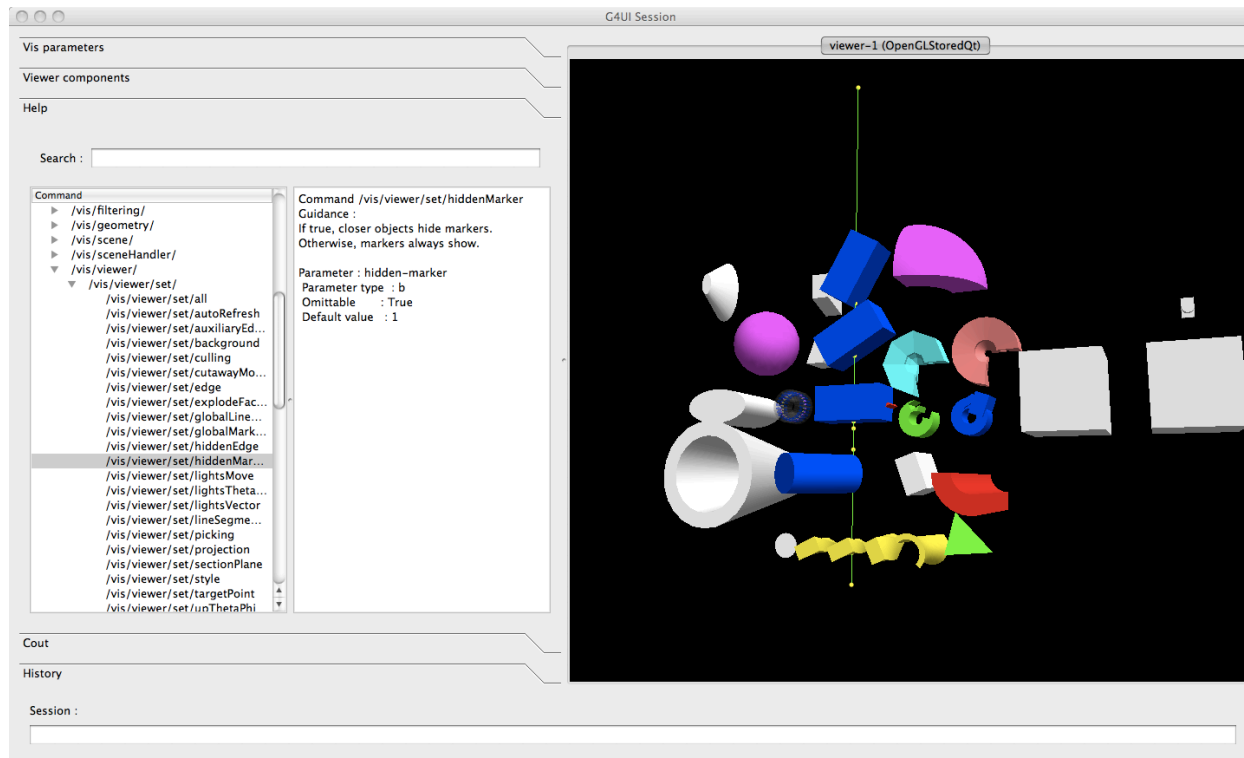 G4UI Session
Vis parameters
Viewer components
Help
Search :
Command
/vis/filtering/
/vis/geometry/
/vis/scene/
/vis/sceneHandler/
/vis/viewer/
/vis/viewer/set/
/vis/viewer/set/all
/vis/viewer/set/autoRefresh
/vis/viewer/set/auxiliaryEd...
/vis/viewer/set/background
/vis/viewer/set/culling
/vis/viewer/set/cutawayMo...
/vis/viewer/set/edge
/vis/viewer/set/explodeFac...
/vis/viewer/set/globalLine...
/vis/viewer/set/globalMark...
/vis/viewer/set/hiddenEdge
/vis/viewer/set/hiddenMar...
/vis/viewer/set/lightsMove
/vis/viewer/set/lightsTheta...
/vis/viewer/set/lightsVector
/vis/viewer/set/lineSegme...
/vis/viewer/set/picking
/vis/viewer/set/projection
/vis/viewer/set/sectionPlane
/vis/viewer/set/style
/vis/viewer/set/targetPoint
/vis/viewer/set/upThetaPhi
Command /vis/viewer/set/hiddenMarker
Guidance :
If true, closer objects hide markers.
Otherwise, markers always show.
Parameter : hidden-marker
Parameter type : b
Omittable : True
Default value : 1
Cout
History
Session :
viewer-1 (OpenGLStoredQt)